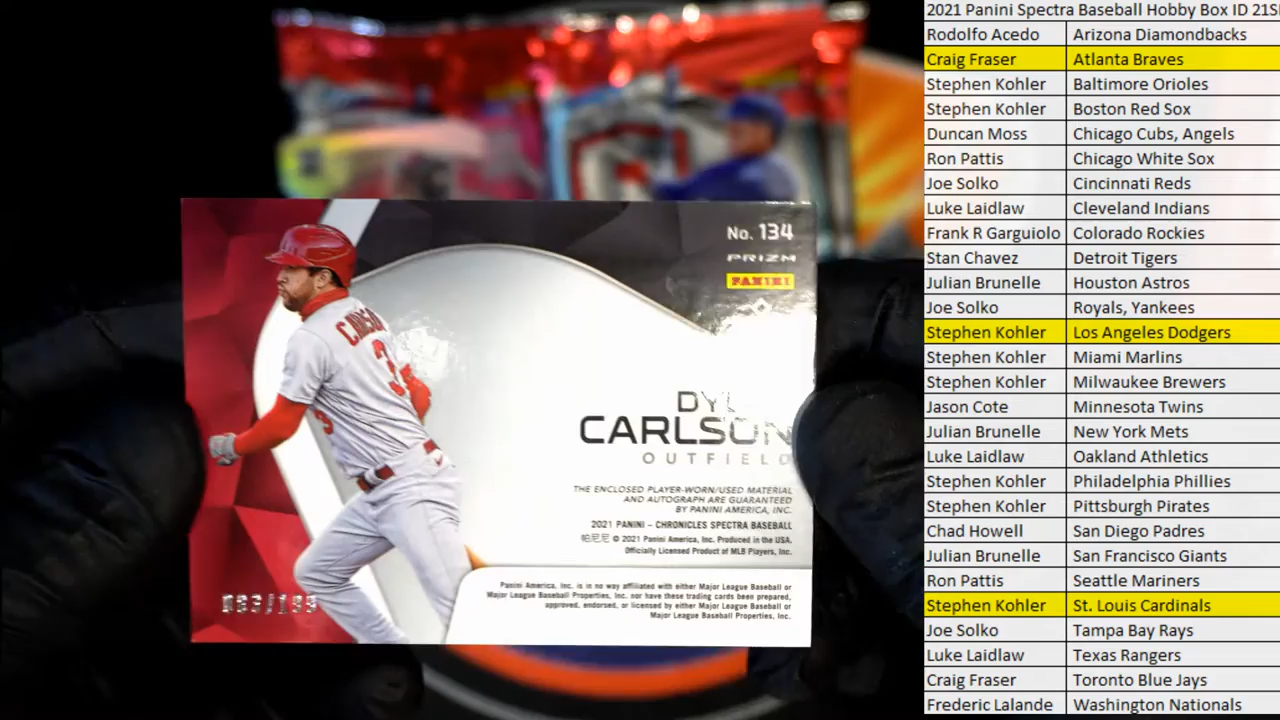 No. 134
PRIZM
PANINI
CARLSON
CARLSON
OUTFIELD
THE ENCLOSED PLAYER-WORN/USED MATERIAL
AND AUTOGRAPH ARE GUARANTEED
BY PANINI AMERICA, INC.
2021 PANINI – CHRONICLES SPECTRA BASEBALL
帕尼尼 © 2021 Panini America, Inc. Produced in the USA.
Officially Licensed Product of MLB Players, Inc.
Panini America, Inc. is in no way affiliated with either Major League Baseball or
Major League Baseball Properties, Inc. nor have these trading cards been prepared,
approved, endorsed, or licensed by either Major League Baseball or
Major League Baseball Properties, Inc.
2021 Panini Spectra Baseball Hobby Box ID
Rodolfo Acedo Arizona Diamondbacks
Craig Fraser Atlanta Braves
Stephen Kohler Baltimore Orioles
Stephen Kohler Boston Red Sox
Duncan Moss Chicago Cubs, Angels
Ron Pattis Chicago White Sox
Joe Solko Cincinnati Reds
Luke Laidlaw Cleveland Indians
Frank R Garguiolo Colorado Rockies
Stan Chavez Detroit Tigers
Julian Brunelle Houston Astros
Joe Solko Royals, Yankees
Stephen Kohler Los Angeles Dodgers
Stephen Kohler Miami Marlins
Stephen Kohler Milwaukee Brewers
Jason Cote Minnesota Twins
Julian Brunelle New York Mets
Luke Laidlaw Oakland Athletics
Stephen Kohler Philadelphia Phillies
Stephen Kohler Pittsburgh Pirates
Chad Howell San Diego Padres
Julian Brunelle San Francisco Giants
Ron Pattis Seattle Mariners
Stephen Kohler St. Louis Cardinals
Joe Solko Tampa Bay Rays
Luke Laidlaw Texas Rangers
Craig Fraser Toronto Blue Jays
Frederic Lalande Washington Nationals